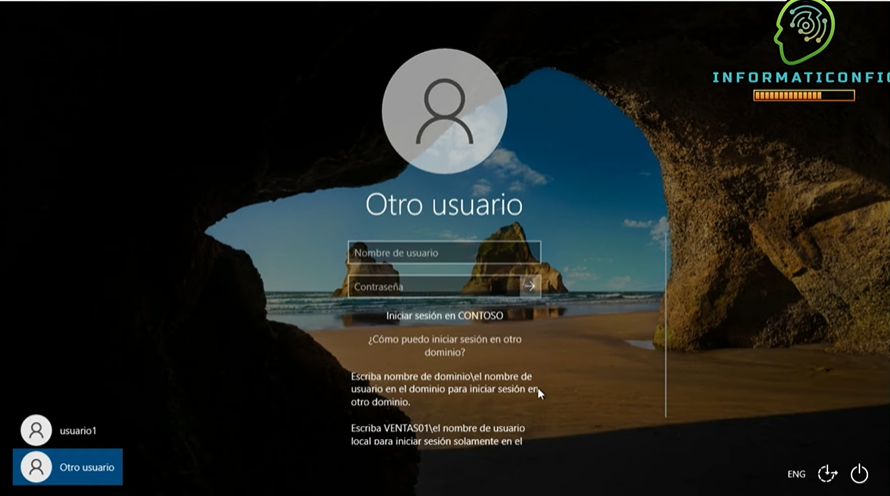 INFORMATICONFIG
Otro usuario
Nombre de usuario
Contraseña
Iniciar sesión en CONTOSO
¿Cómo puedo iniciar sesión en otro
dominio?
Escriba nombre de dominio\el nombre de
usuario en el dominio para iniciar sesión en
otro dominio.
Escriba VENTAS01\el nombre de usuario
local para iniciar sesión solamente en el
usuario1
Otro usuario
ENG